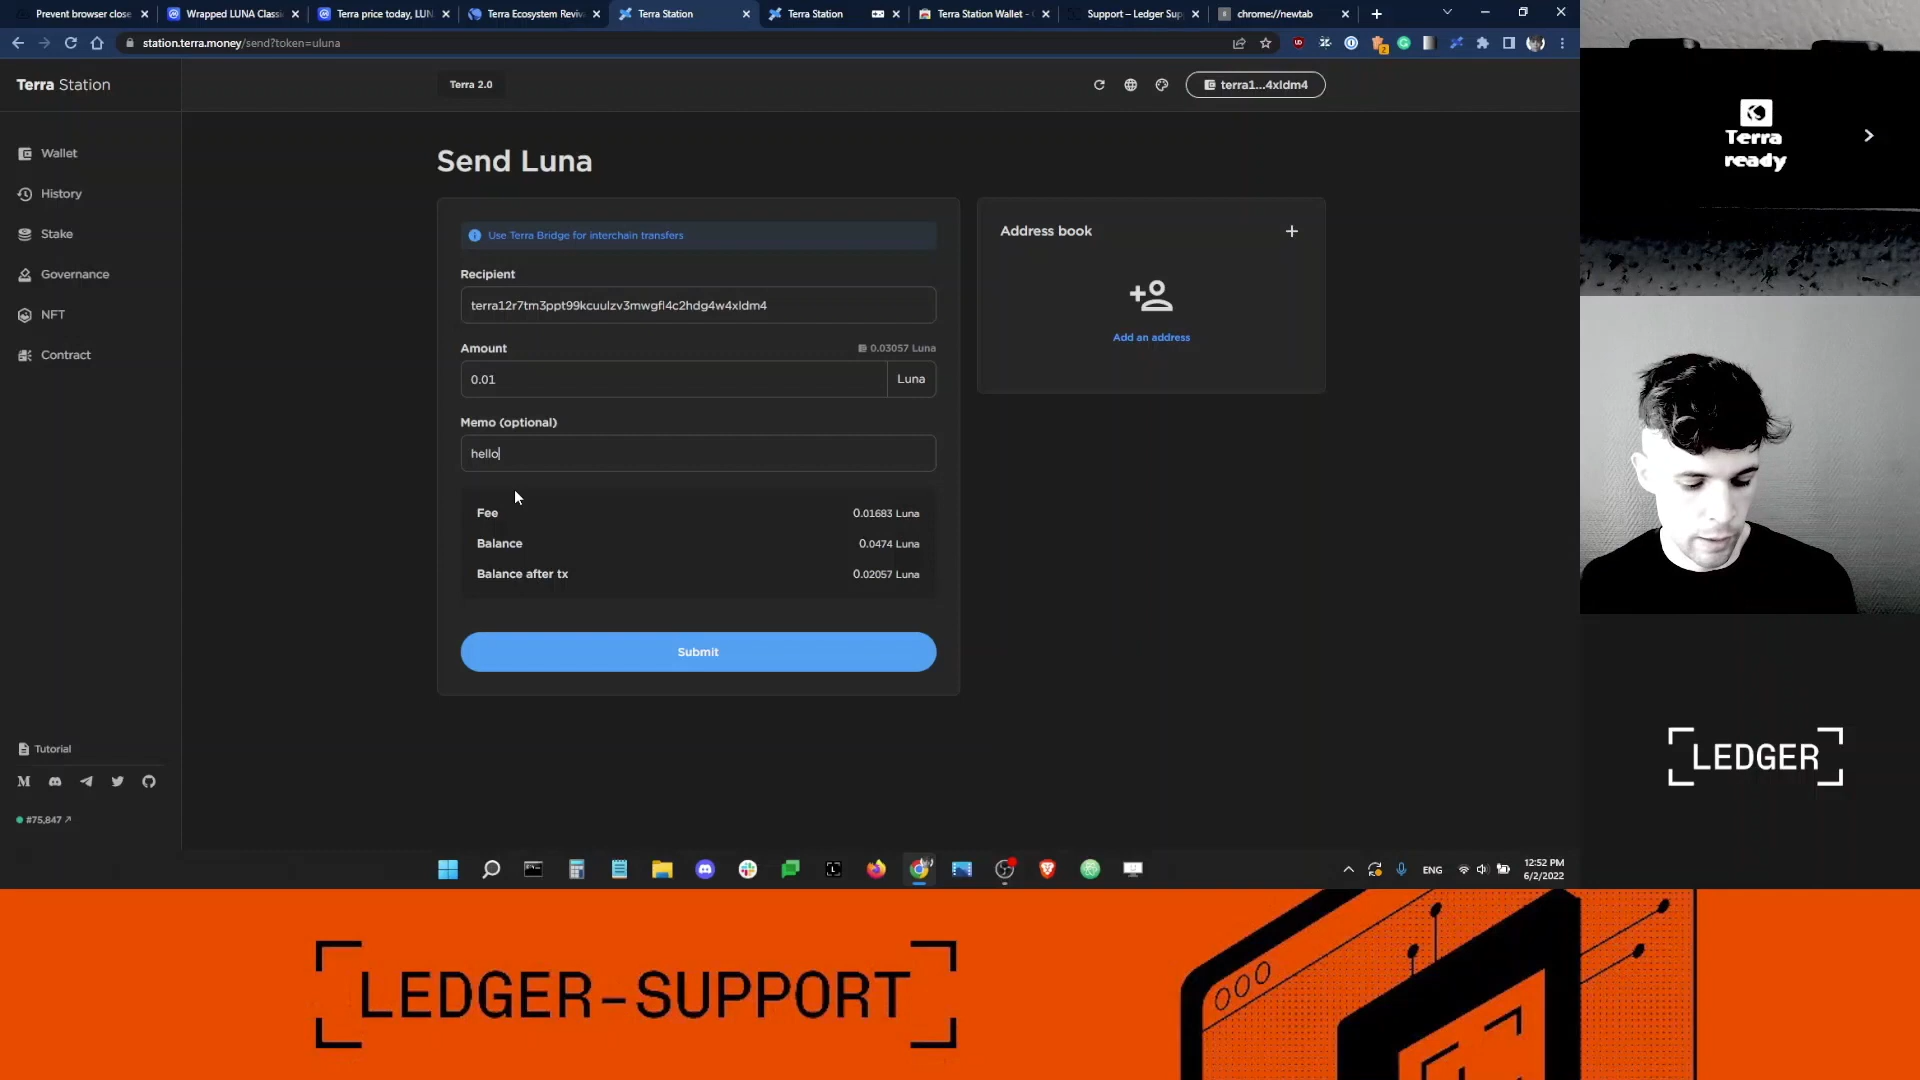 Prevent browser close
Wrapped LUNA Classi
Terra price today, LUN
Terra Ecosystem Reviv
Terra Station
Terra Station
Terra Station Wallet -
Support – Ledger Sup
chrome://newtab
station.terra.money/send?token=uluna
Terra Station
Terra 2.0
terra1...4xldm4
Wallet
History
Stake
Governance
NFT
Contract
Send Luna
Use Terra Bridge for interchain transfers
Recipient
terra12r7tm3ppt99kcuulzv3mwgfl4c2hdg4w4xldm4
Amount
0.03057 Luna
0.01
Luna
Memo (optional)
hello
Fee
0.01683 Luna
Balance
0.0474 Luna
Balance after tx
0.02057 Luna
Submit
Address book
Add an address
Tutorial
#75,847
ENG
12:52 PM
6/2/2022
Terra
ready
LEDGER
LEDGER-SUPPORT